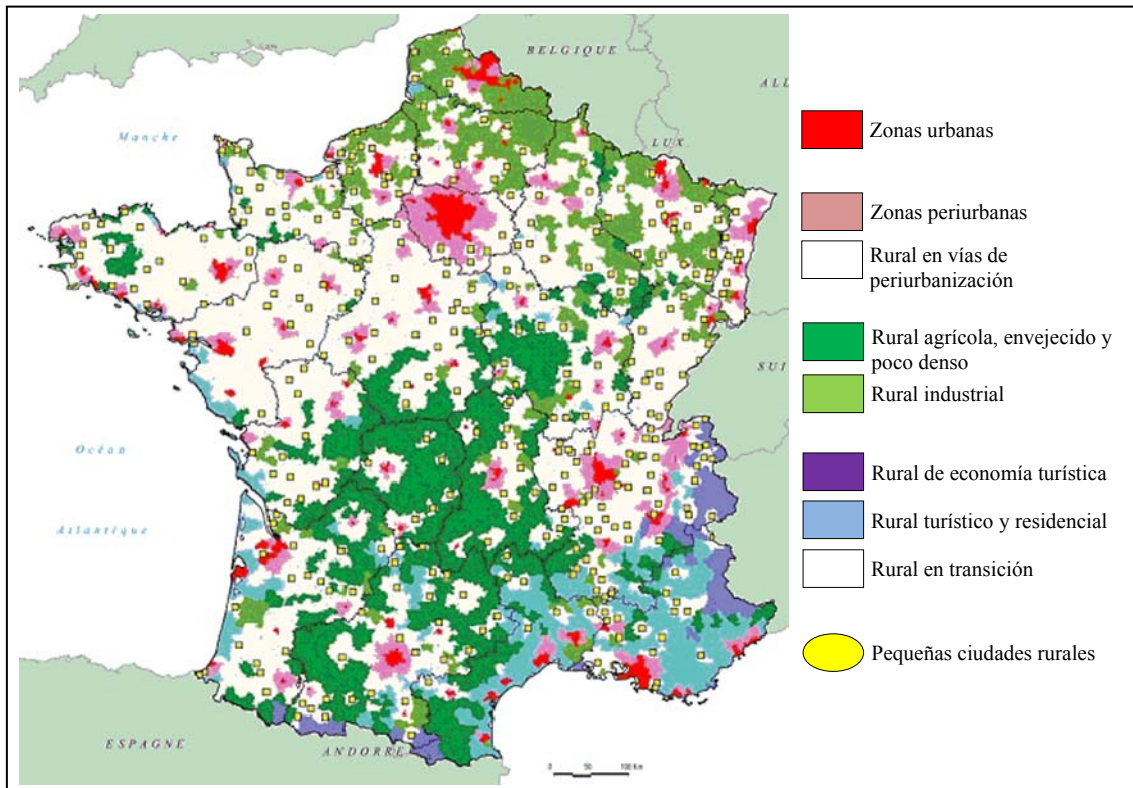 BELGIQUE
ALL
Manche
LUX.
SUI
Océan
Atlantique
ESPAGNE
ANDORRE
0 50 100 Km
Zonas urbanas
Zonas periurbanas
Rural en vías de
periurbanización
Rural agrícola, envejecido y
poco denso
Rural industrial
Rural de economía turística
Rural turístico y residencial
Rural en transición
Pequeñas ciudades rurales